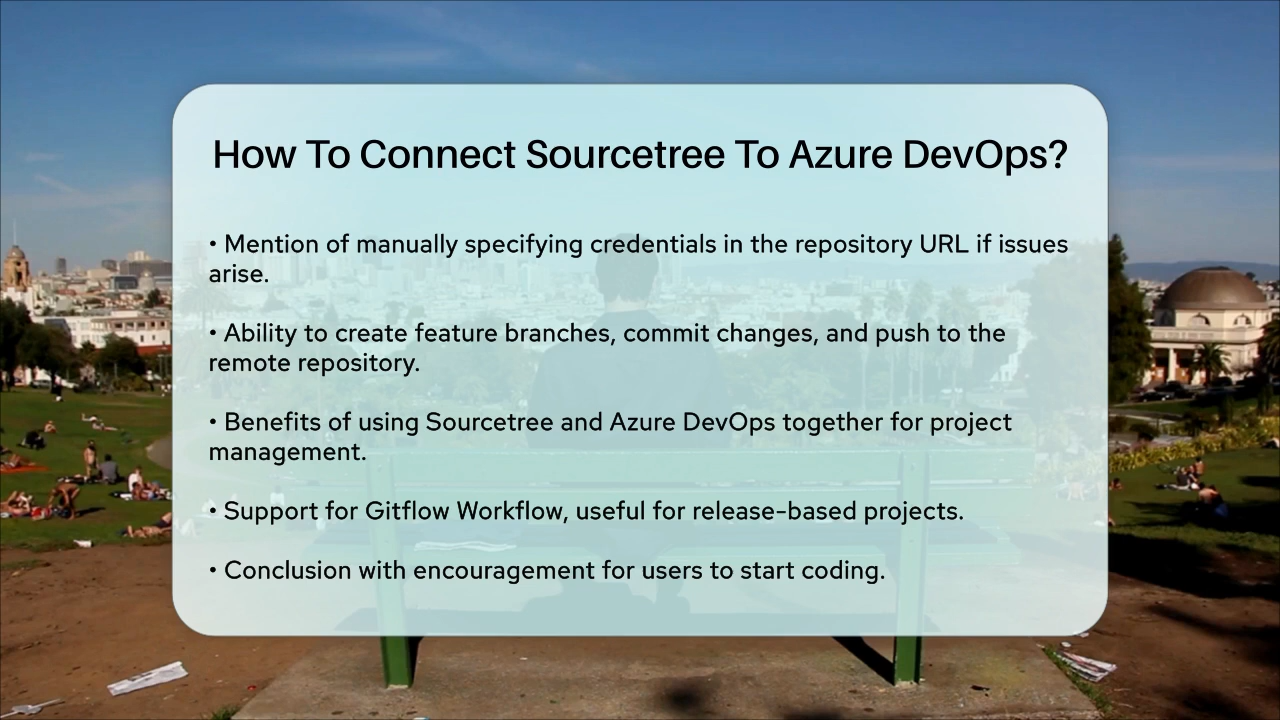 How To Connect Sourcetree To Azure DevOps?
• Mention of manually specifying credentials in the repository URL if issues
arise.
• Ability to create feature branches, commit changes, and push to the
remote repository.
• Benefits of using Sourcetree and Azure DevOps together for project
management.
• Support for Gitflow Workflow, useful for release-based projects.
• Conclusion with encouragement for users to start coding.